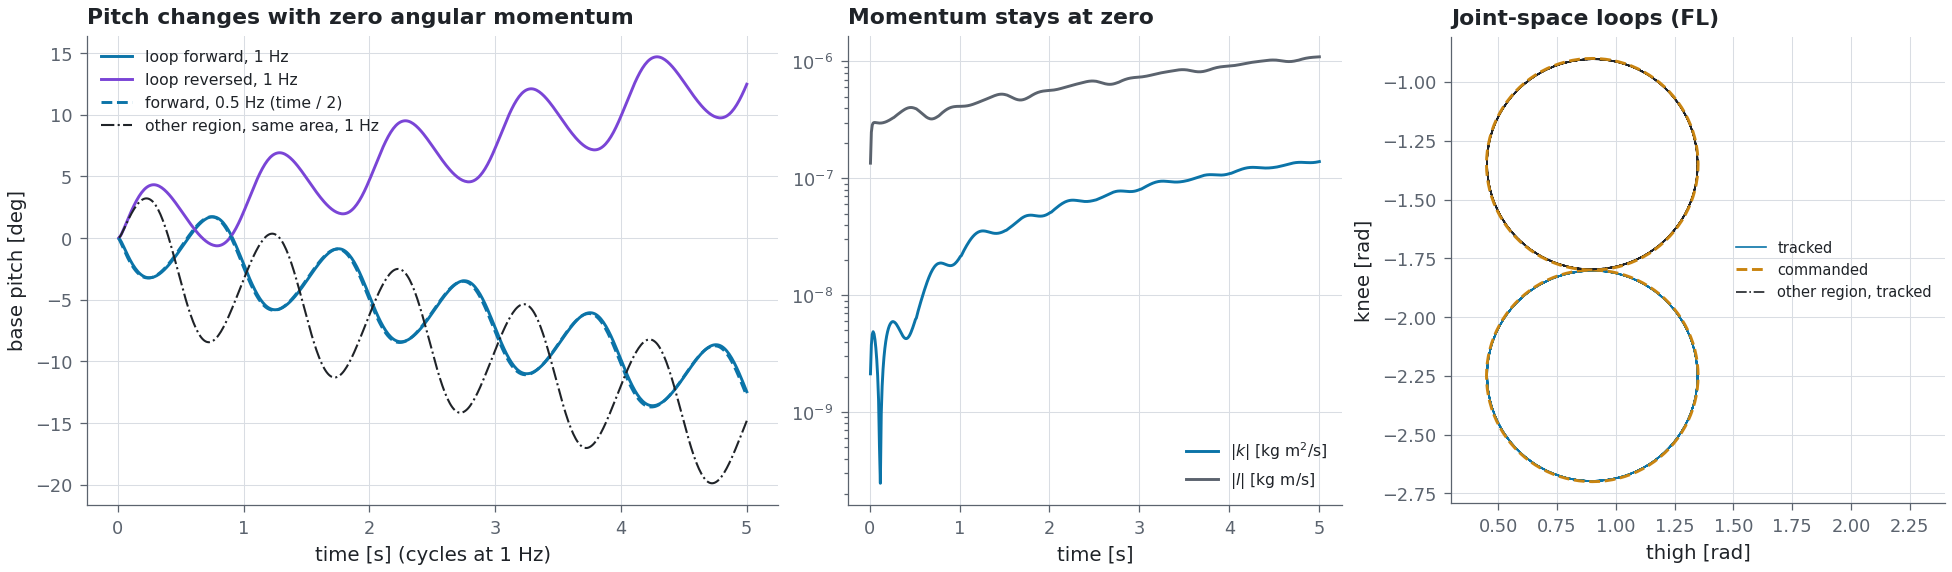 Pitch changes with zero angular momentum
loop forward, 1 Hz
loop reversed, 1 Hz
forward, 0.5 Hz (time / 2)
other region, same area, 1 Hz
base pitch [deg]
15
10
5
0
−5
−10
−15
−20
0 1 2 3 4 5
time [s] (cycles at 1 Hz)
Momentum stays at zero
10⁻⁶
10⁻⁷
10⁻⁸
10⁻⁹
|k| [kg m²/s]
|l| [kg m/s]
0 1 2 3 4 5
time [s]
Joint-space loops (FL)
knee [rad]
−1.00
−1.25
−1.50
−1.75
−2.00
−2.25
−2.50
−2.75
tracked
commanded
other region, tracked
0.50 0.75 1.00 1.25 1.50 1.75 2.00 2.25
thigh [rad]